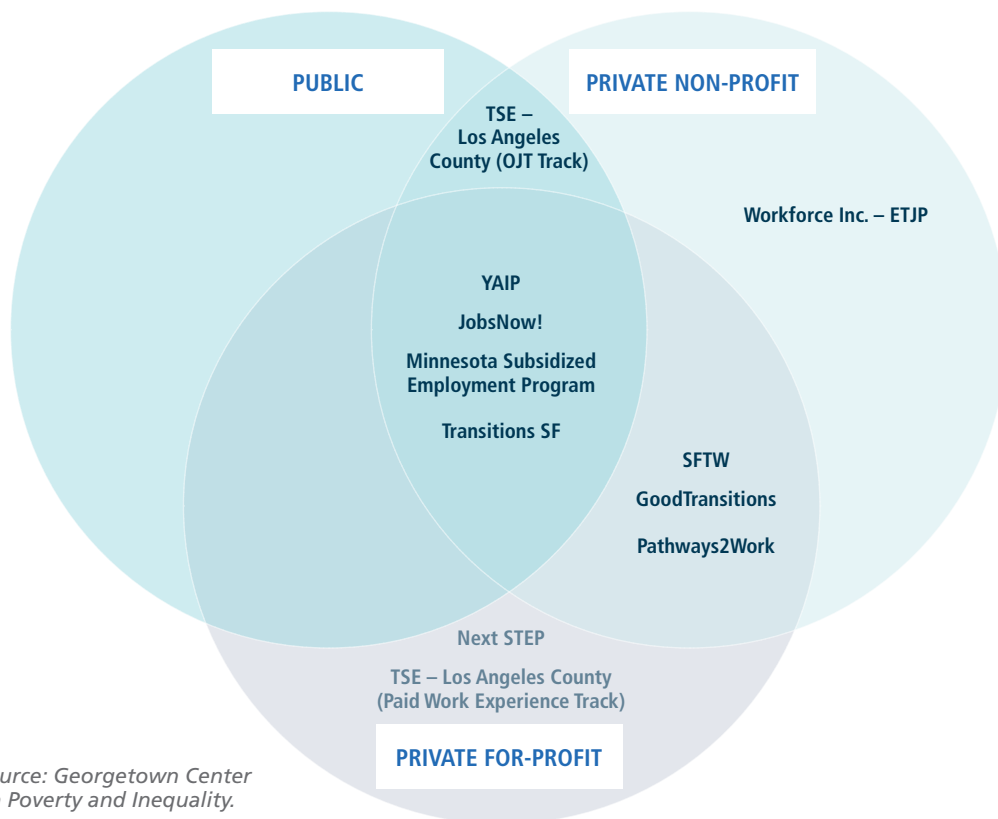 PUBLIC
PRIVATE NON-PROFIT
TSE –
Los Angeles
County (OJT Track)
Workforce Inc. – ETJP
YAIP
JobsNow!
Minnesota Subsidized
Employment Program
Transitions SF
SFTW
GoodTransitions
Pathways2Work
Next STEP
TSE – Los Angeles County
(Paid Work Experience Track)
PRIVATE FOR-PROFIT
urce: Georgetown Center
Poverty and Inequality.